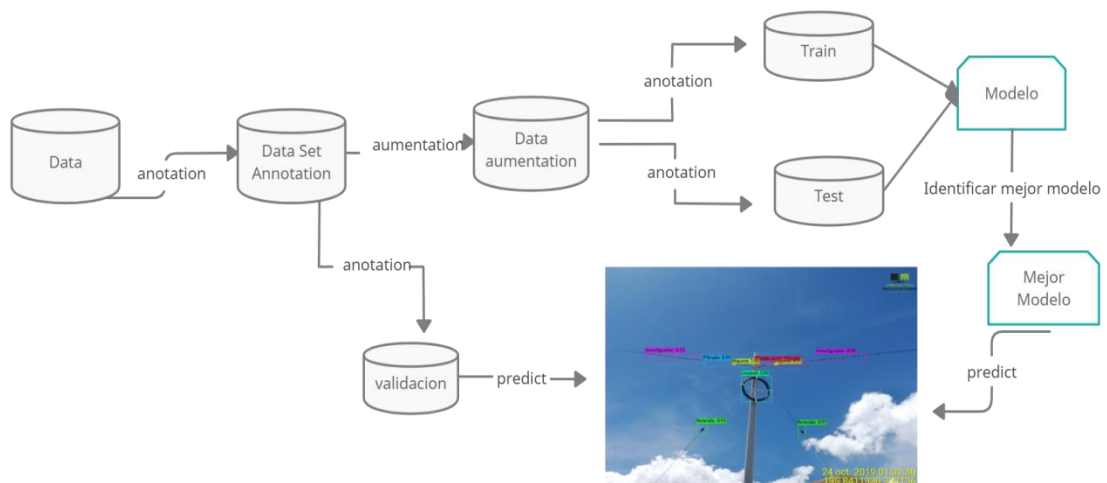 Data
anotation
Data Set
Annotation
aumentation
Data
aumentation
anotation
anotation
Train
Test
Modelo
Identificar mejor modelo
Mejor
Modelo
predict
anotation
validacion
predict
24 oct. 2019 01:02:30